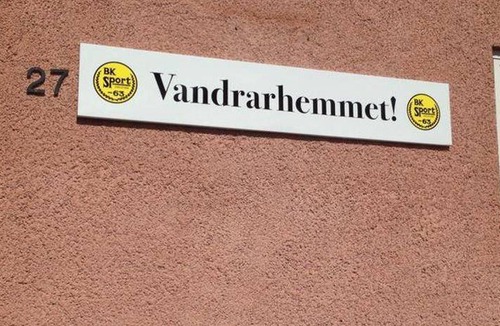 27
BK
Sport
-63
Vandrarhemmet!
BK
Sport
-63